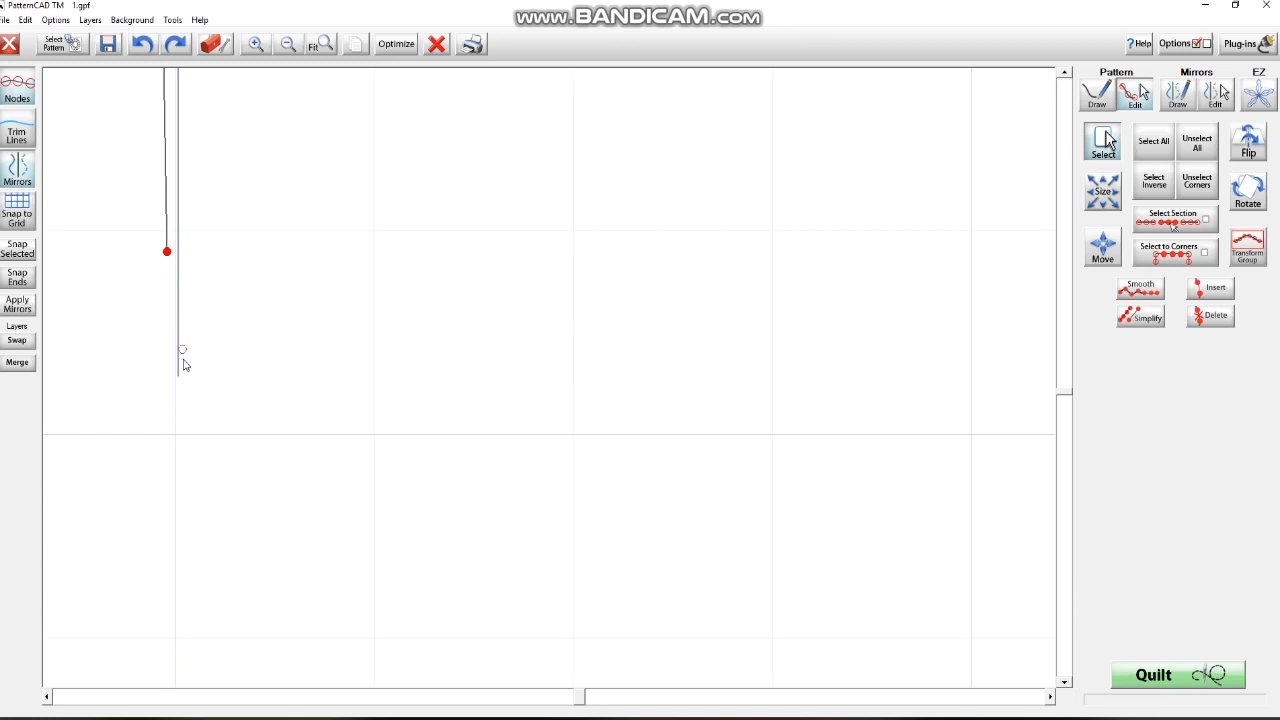 PatternCAD TM 1.gpf
www.BANDICAM.com
File Edit Options Layers Background Tools Help
Select Pattern
Fit
Optimize
Help
Options
Plug-ins
Nodes
Trim Lines
Mirrors
Snap to Grid
Snap Selected
Snap Ends
Apply Mirrors
Layers
Swap
Merge
Pattern Mirrors EZ
Draw Edit Draw Edit
Select
Select All
Unselect All
Flip
Size
Select Inverse
Unselect Corners
Rotate
Select Section
Move
Select to Corners
Transform Group
Smooth
Insert
Simplify
Delete
Quilt